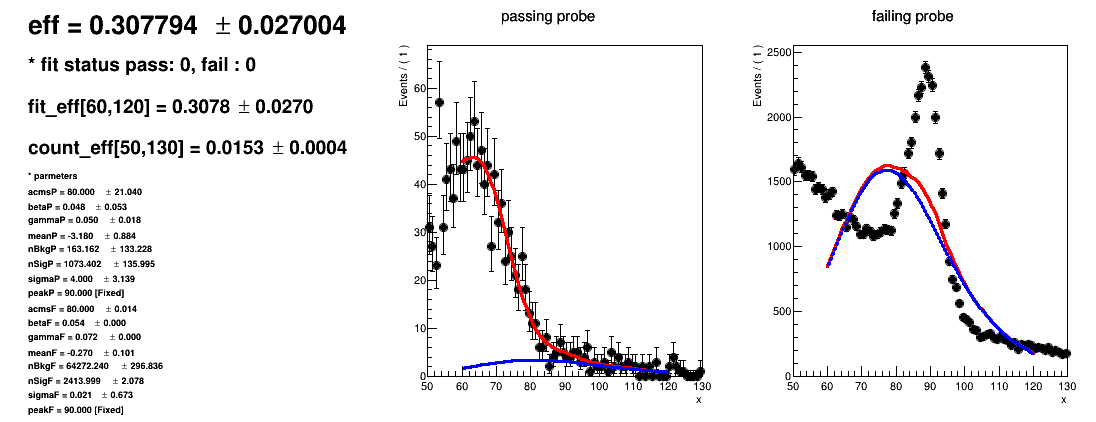 eff = 0.307794 ± 0.027004
* fit status pass: 0, fail : 0
fit_eff[60,120] = 0.3078 ± 0.0270
count_eff[50,130] = 0.0153 ± 0.0004
* parmeters
acmsP = 80.000 ± 21.040
betaP = 0.048 ± 0.053
gammaP = 0.050 ± 0.018
meanP = -3.180 ± 0.884
nBkgP = 163.162 ± 133.228
nSigP = 1073.402 ± 135.995
sigmaP = 4.000 ± 3.139
peakP = 90.000 [Fixed]
acmsF = 80.000 ± 0.014
betaF = 0.054 ± 0.000
gammaF = 0.072 ± 0.000
meanF = -0.270 ± 0.101
nBkgF = 64272.240 ± 296.836
nSigF = 2413.999 ± 2.078
sigmaF = 0.021 ± 0.673
peakF = 90.000 [Fixed]
passing probe
Events / ( 1 )
60
50
40
30
20
10
0
50 60 70 80 90 100 110 120 130
x
failing probe
Events / ( 1 )
2500
2000
1500
1000
500
0
50 60 70 80 90 100 110 120 130
x